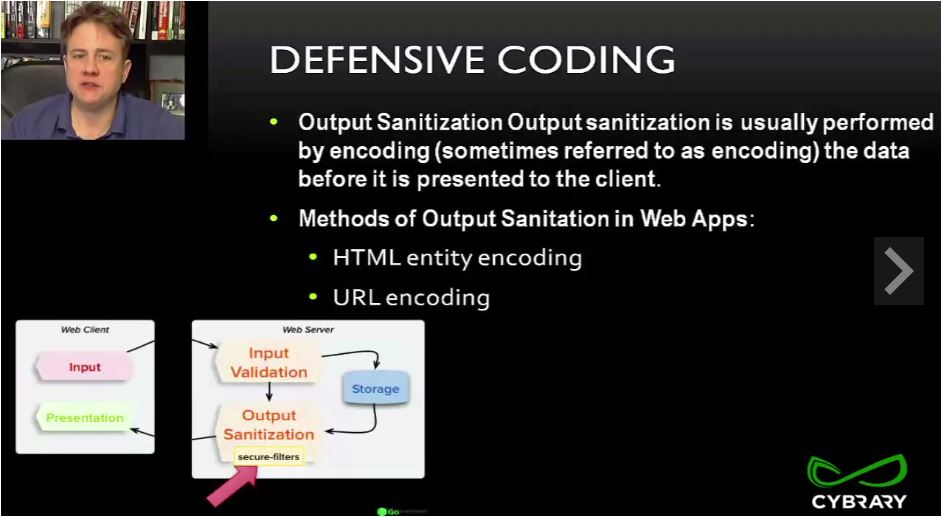 DEFENSIVE CODING
Output Sanitization Output sanitization is usually performed
by encoding (sometimes referred to as encoding) the data
before it is presented to the client.
Methods of Output Sanitation in Web Apps:
HTML entity encoding
URL encoding
Web Client
Input
Presentation
Web Server
Input
Validation
Storage
Output
Sanitization
secure-filters
Go
CYBRARY